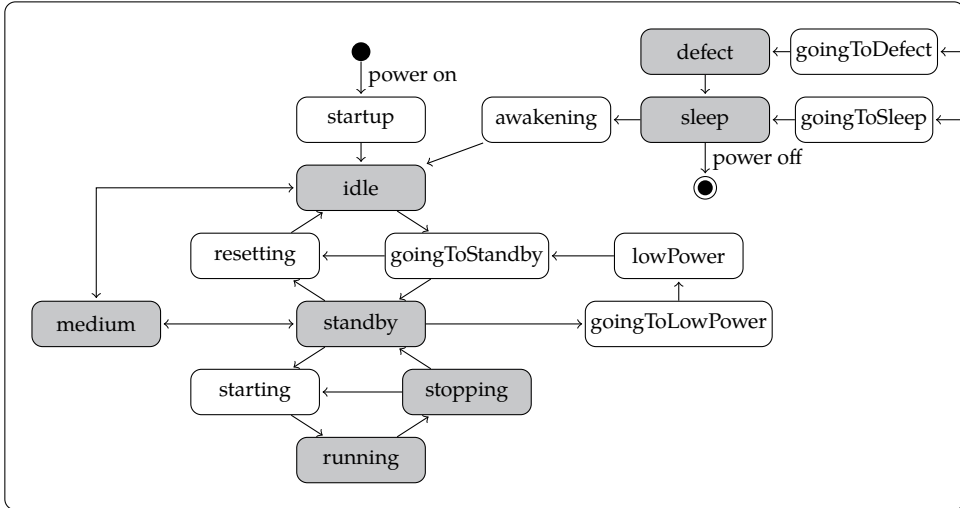 defect
goingToDefect
power on
startup
awakening
sleep
goingToSleep
power off
idle
resetting
goingToStandby
lowPower
medium
standby
goingToLowPower
starting
stopping
running